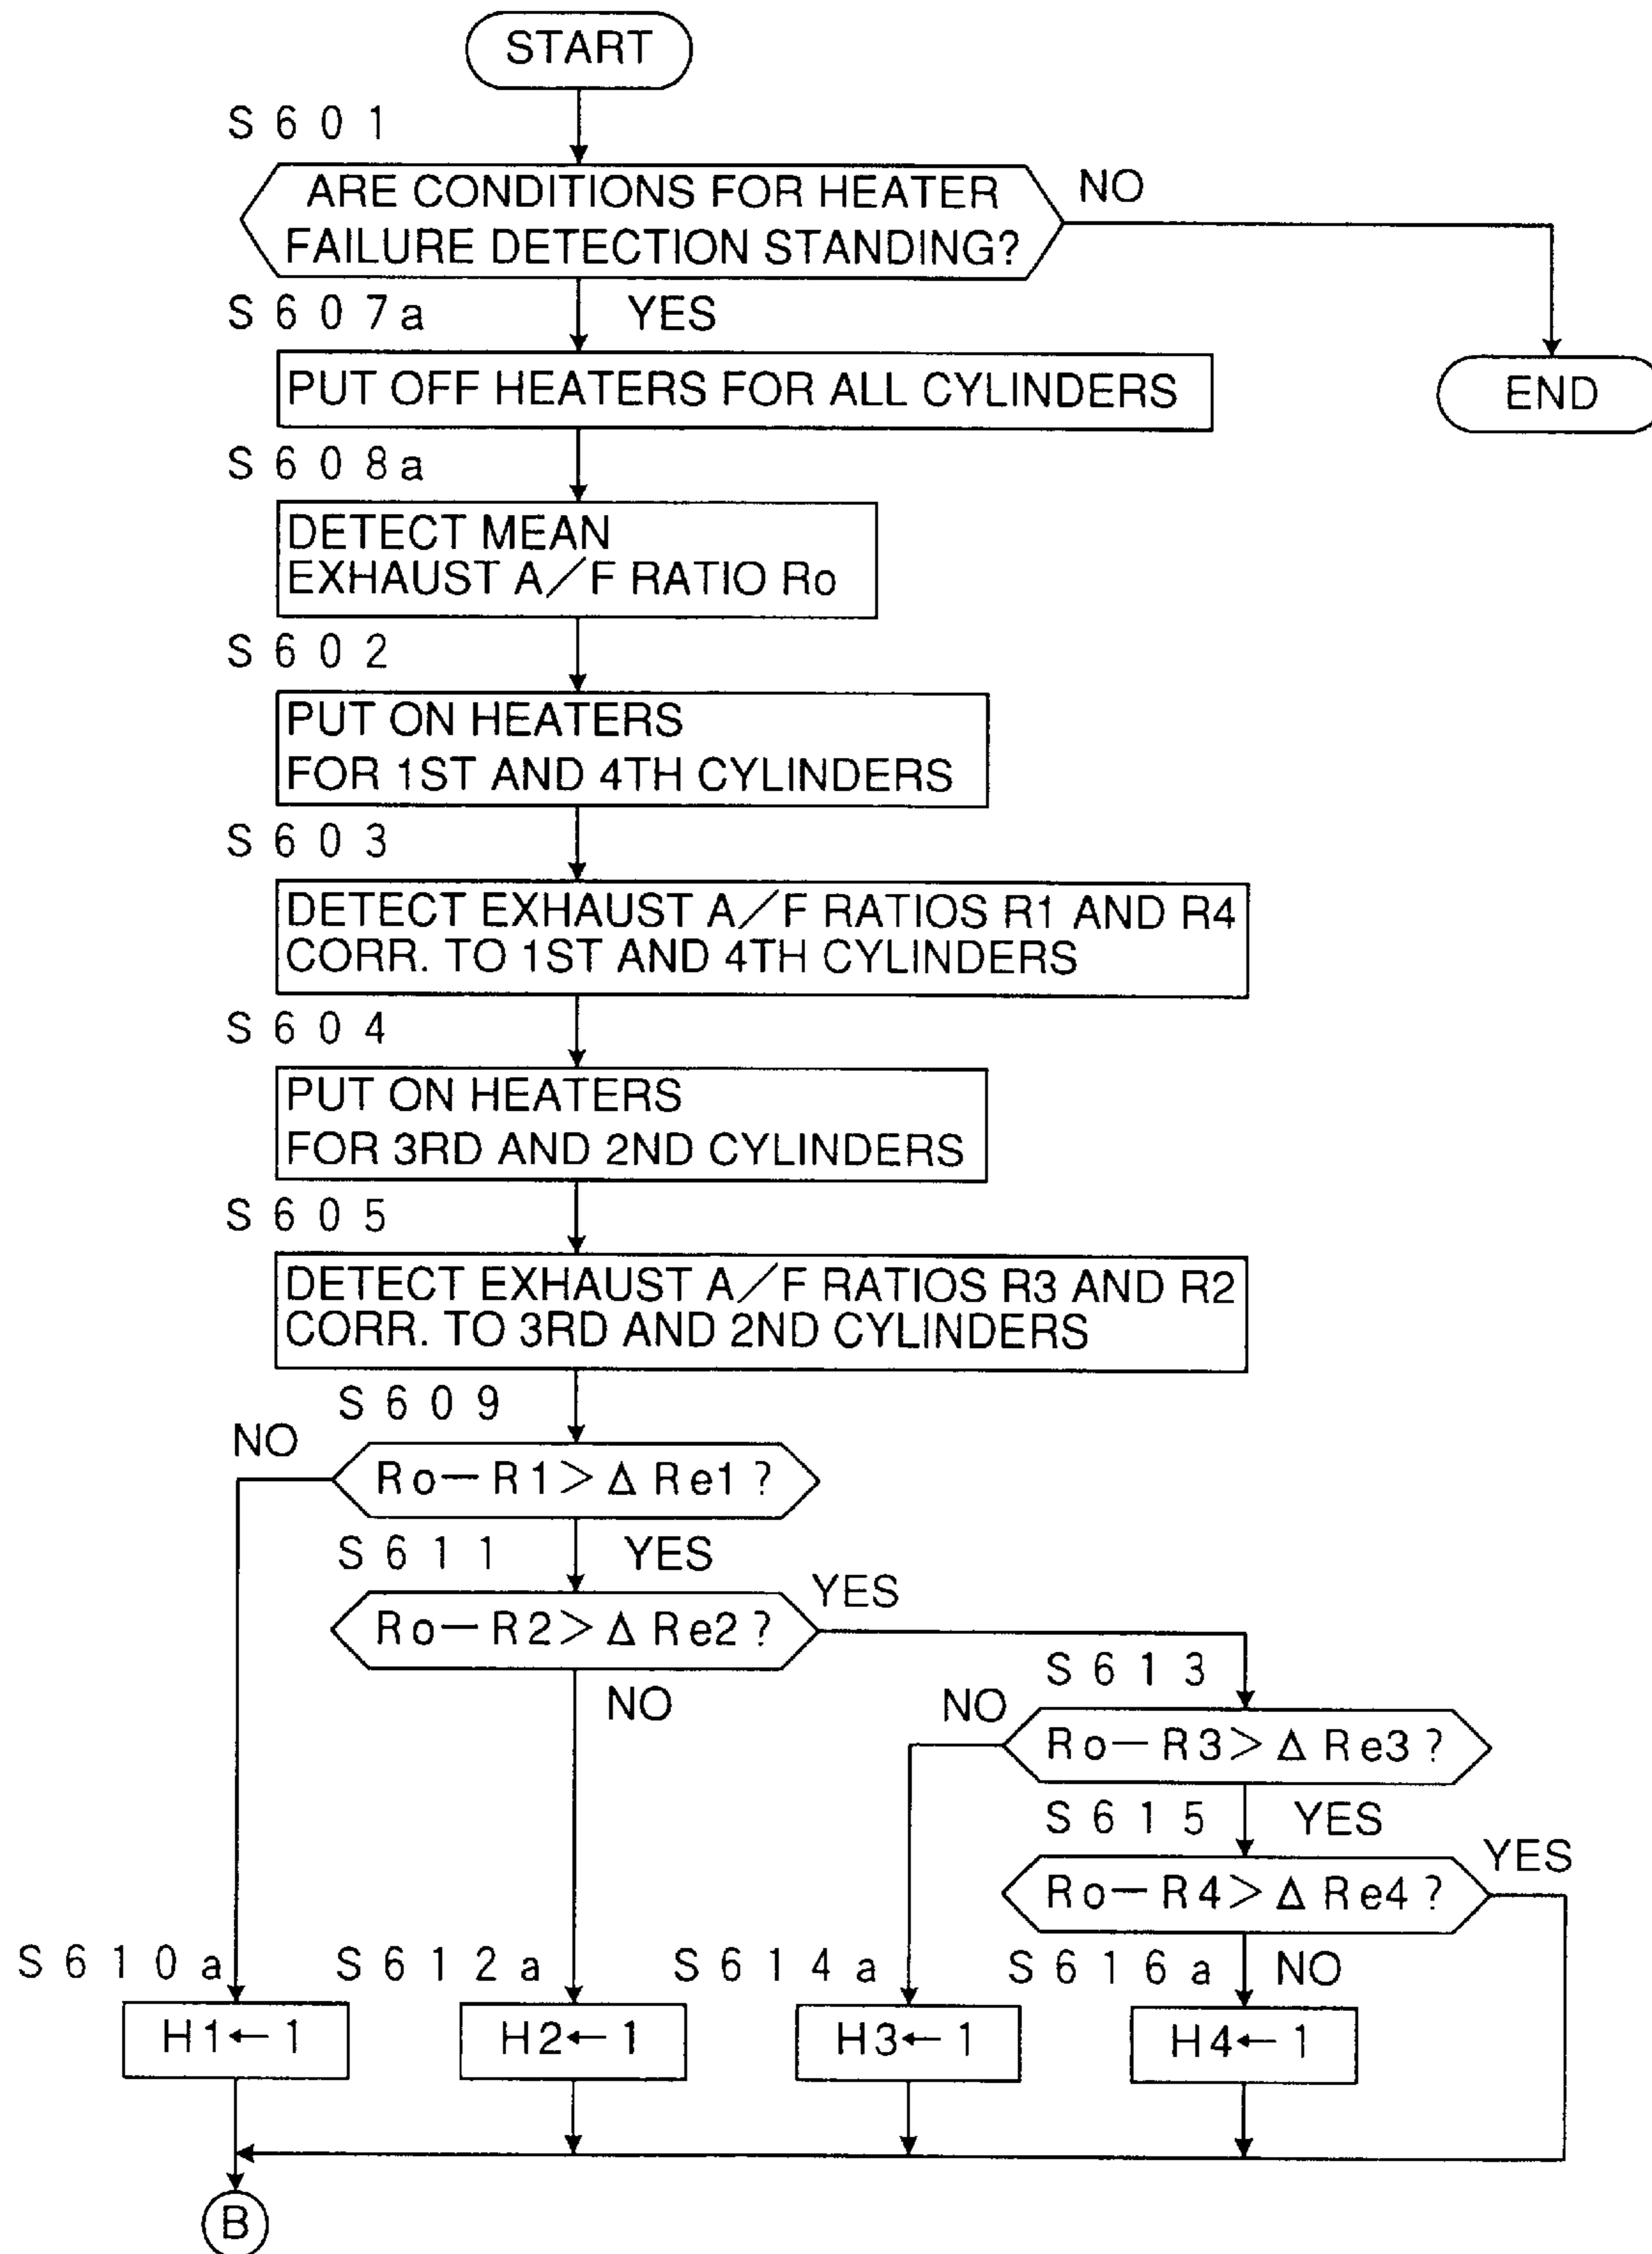 START
S601
ARE CONDITIONS FOR HEATER
FAILURE DETECTION STANDING?
NO
END
S607a
YES
PUT OFF HEATERS FOR ALL CYLINDERS
S608a
DETECT MEAN
EXHAUST A/F RATIO Ro
S602
PUT ON HEATERS
FOR 1ST AND 4TH CYLINDERS
S603
DETECT EXHAUST A/F RATIOS R1 AND R4
CORR. TO 1ST AND 4TH CYLINDERS
S604
PUT ON HEATERS
FOR 3RD AND 2ND CYLINDERS
S605
DETECT EXHAUST A/F RATIOS R3 AND R2
CORR. TO 3RD AND 2ND CYLINDERS
S609
NO
Ro−R1>ΔRe1?
S611
YES
YES
Ro−R2>ΔRe2?
NO
S613
NO
Ro−R3>ΔRe3?
S615
YES
YES
Ro−R4>ΔRe4?
S610a
S612a
S614a
S616a
NO
H1←1
H2←1
H3←1
H4←1
B